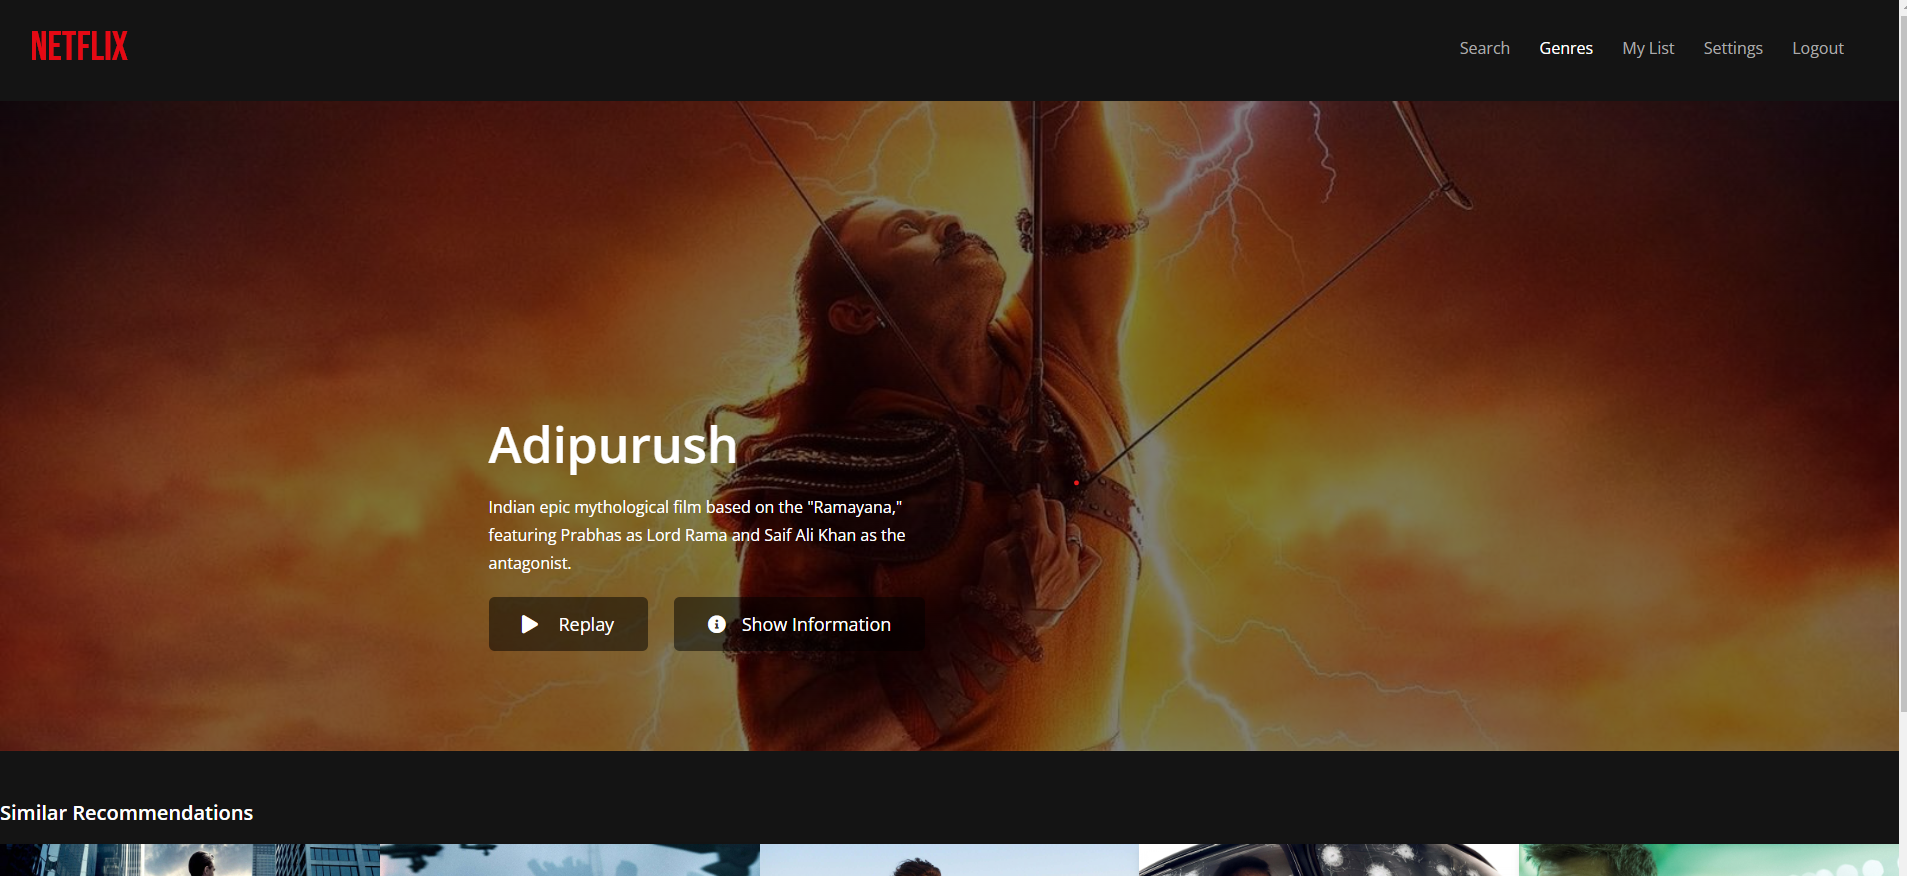 NETFLIX
Search Genres My List Settings Logout
Adipurush
Indian epic mythological film based on the "Ramayana,"
featuring Prabhas as Lord Rama and Saif Ali Khan as the
antagonist.
Replay Show Information
Similar Recommendations